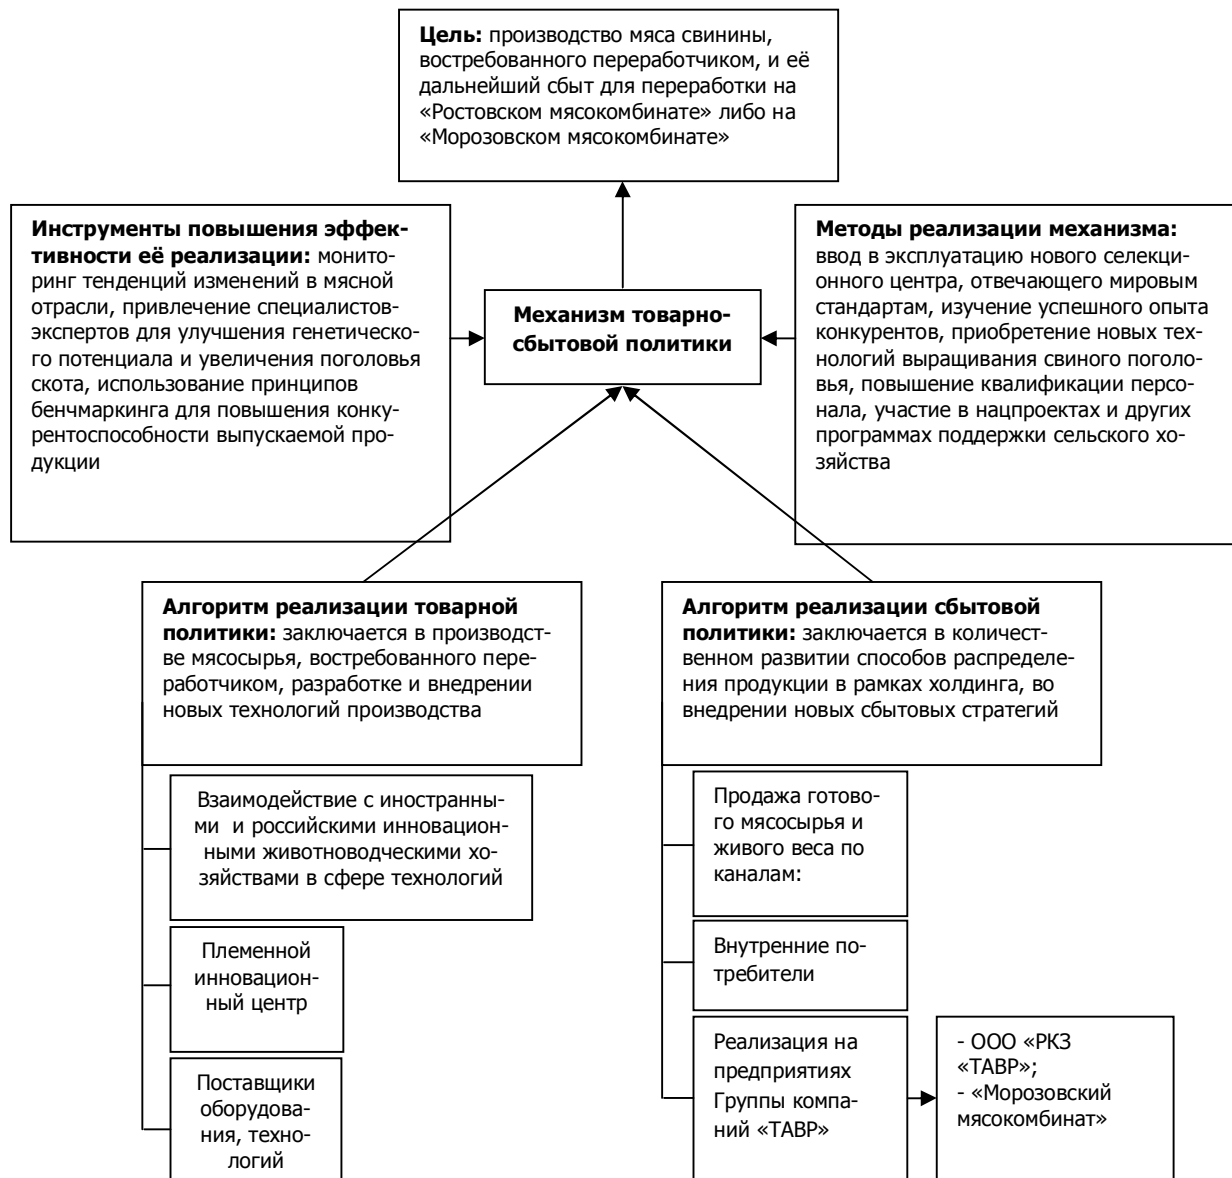 Цель: производство мяса свинины,
востребованного переработчиком, и её
дальнейший сбыт для переработки на
«Ростовском мясокомбинате» либо на
«Морозовском мясокомбинате»
Инструменты повышения эффек-
тивности её реализации: монито-
ринг тенденций изменений в мясной
отрасли, привлечение специалистов-
экспертов для улучшения генетическо-
го потенциала и увеличения поголовья
скота, использование принципов
бенчмаркинга для повышения конку-
рентоспособности выпускаемой про-
дукции
Механизм товарно-
сбытовой политики
Методы реализации механизма:
ввод в эксплуатацию нового селекци-
онного центра, отвечающего мировым
стандартам, изучение успешного опыта
конкурентов, приобретение новых тех-
нологий выращивания свиного поголо-
вья, повышение квалификации персо-
нала, участие в нацпроектах и других
программах поддержки сельского хо-
зяйства
Алгоритм реализации товарной
политики: заключается в производст-
ве мясосырья, востребованного пере-
работчиком, разработке и внедрении
новых технологий производства
Взаимодействие с иностранны-
ми и российскими инновацион-
ными животноводческими хо-
зяйствами в сфере технологий
Племенной
инновацион-
ный центр
Поставщики
оборудова-
ния, техно-
логий
Алгоритм реализации сбытовой
политики: заключается в количест-
венном развитии способов распределе-
ния продукции в рамках холдинга, во
внедрении новых сбытовых стратегий
Продажа готово-
го мясосырья и
живого веса по
каналам:
Внутренние по-
требители
Реализация на
предприятиях
Группы компа-
ний «ТАВР»
- ООО «РКЗ
«ТАВР»;
- «Морозовский
мясокомбинат»